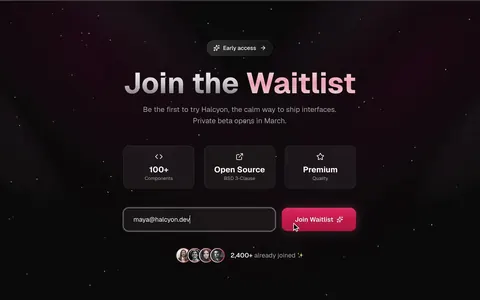 Early access →
Join the Waitlist
Be the first to try Halcyon, the calm way to ship interfaces.
Private beta opens in March.
100+
Components
Open Source
BSD 3-Clause
Premium
Quality
maya@halcyon.dev
Join Waitlist
2,400+ already joined ✨